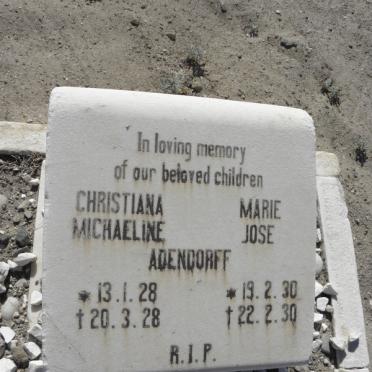 In loving memory
of our beloved children
CHRISTIANA MARIE
MICHAELINE JOSE
ADENDORFF
* 13.1.28 * 19.2.30
† 20.3.28 † 22.2.30
R.I.P.